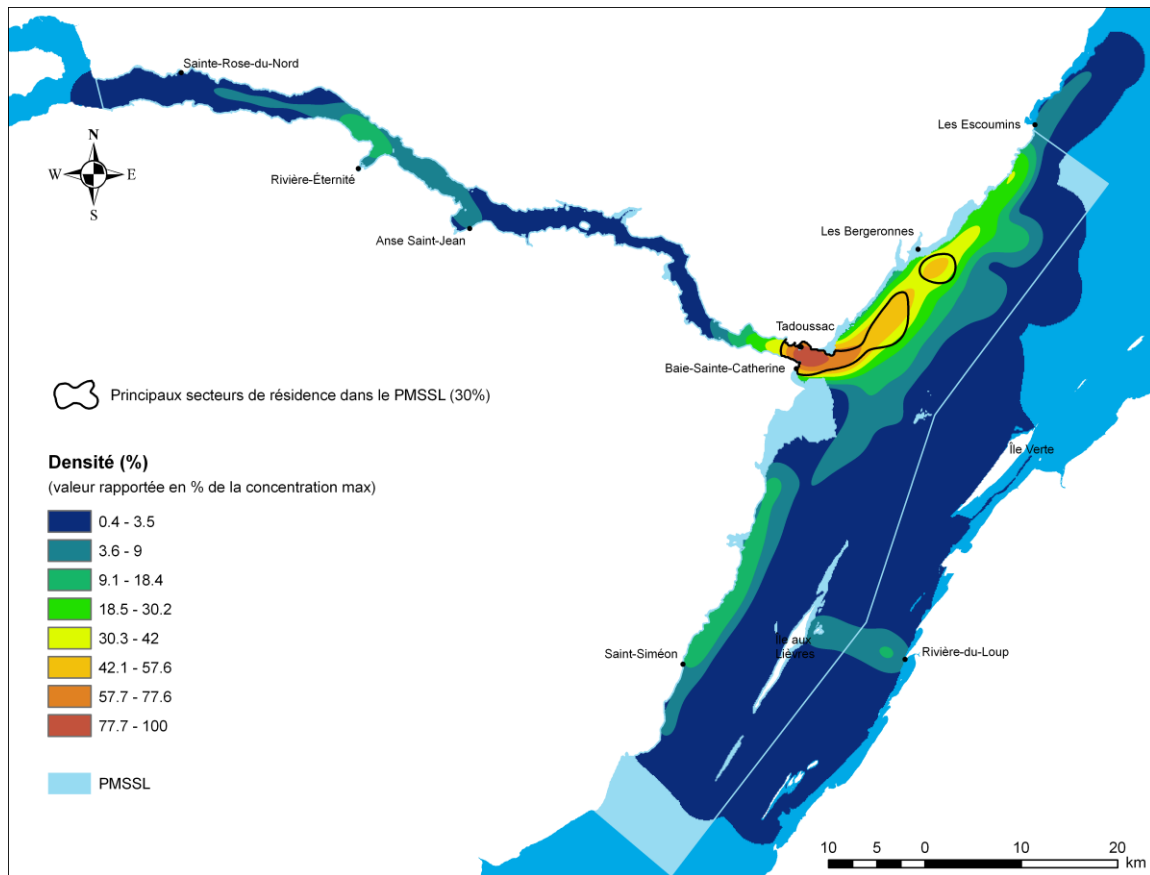 Sainte-Rose-du-Nord
Les Escoumins
N
W E
S
Rivière-Éternité
Anse Saint-Jean
Les Bergeronnes
Tadoussac
Baie-Sainte-Catherine
Principaux secteurs de résidence dans le PMSSL (30%)
Île Verte
Densité (%)
(valeur rapportée en % de la concentration max)
0.4 - 3.5
3.6 - 9
9.1 - 18.4
18.5 - 30.2
30.3 - 42
42.1 - 57.6
57.7 - 77.6
77.7 - 100
PMSSL
Île aux
Lièvres
Saint-Siméon
Rivière-du-Loup
10 5 0 10 20
km